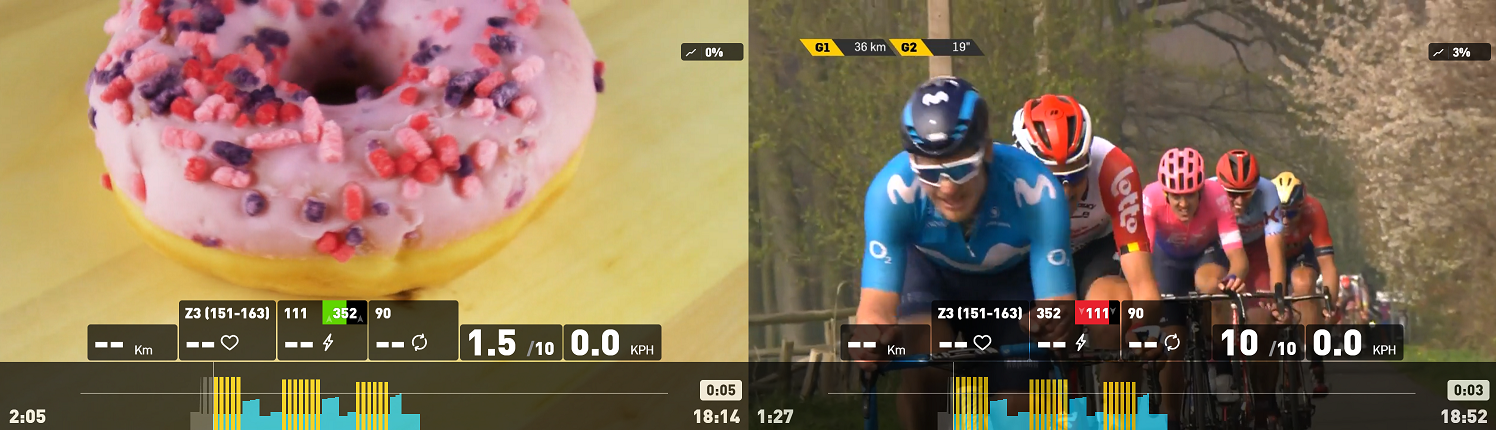 0%
Z3 (151-163) 111 352 90
-- Km -- -- -- 1.5 /10 0.0 KPH
0:05
2:05 18:14
G1 36 km G2 19"
3%
Lotto
O2
Z3 (151-163) 352 111 90
-- Km -- -- -- 10 /10 0.0 KPH
0:03
1:27 18:52